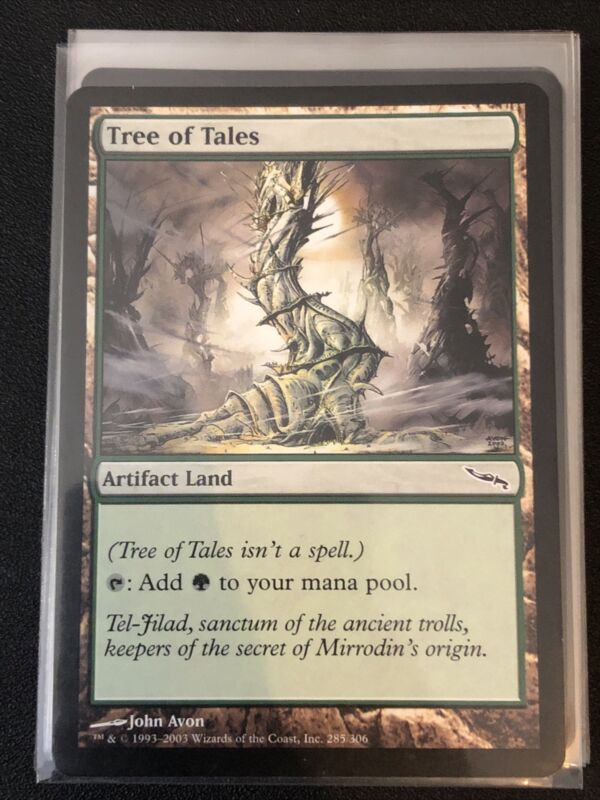 Tree of Tales
AVON
2003
Artifact Land
(Tree of Tales isn't a spell.)
: Add to your mana pool.
Tel-Jilad, sanctum of the ancient trolls,
keepers of the secret of Mirrodin's origin.
John Avon
™ & © 1993–2003 Wizards of the Coast, Inc. 285/306